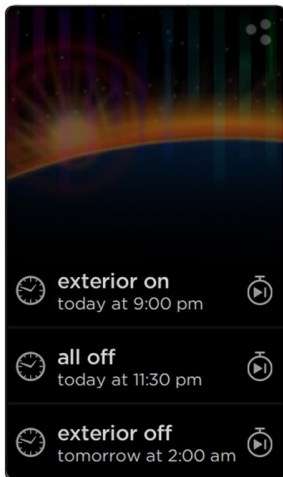 exterior on
today at 9:00 pm
all off
today at 11:30 pm
exterior off
tomorrow at 2:00 am